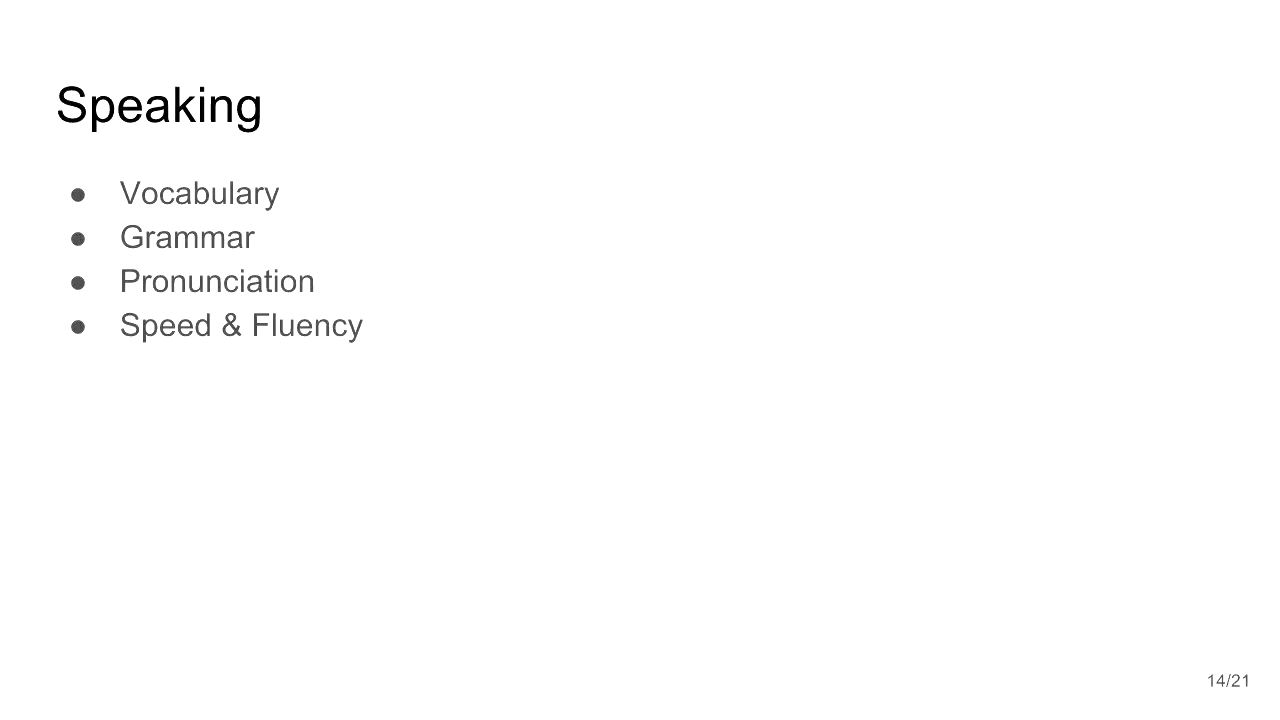 Speaking
● Vocabulary
● Grammar
● Pronunciation
● Speed & Fluency
14/21